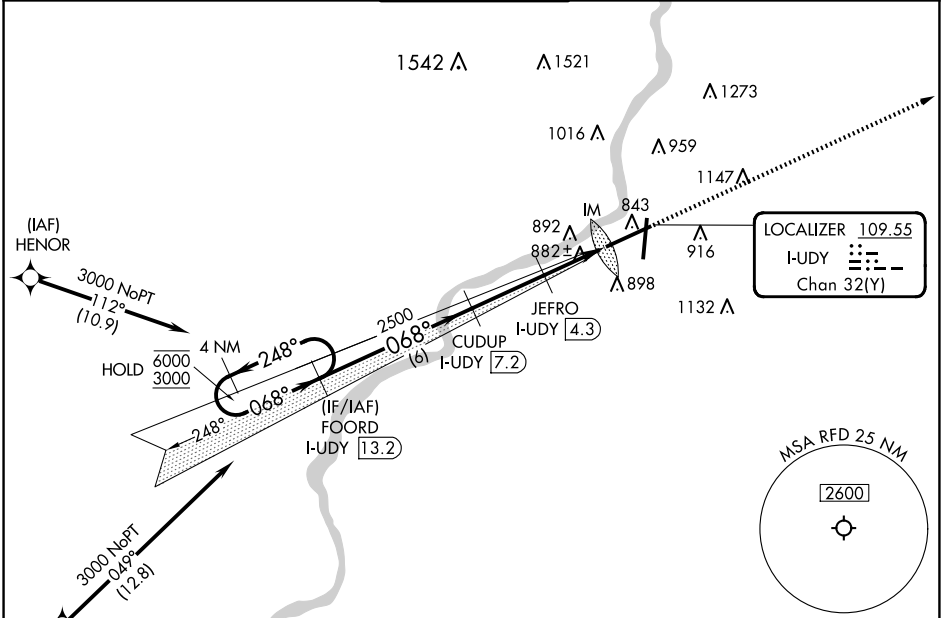 1542
1521
1273
1016
959
1147
IM
843
892
882±
916
898
1132
LOCALIZER 109.55
I-UDY
Chan 32(Y)
(IAF)
HENOR
3000 NoPT
112°
(10.9)
HOLD
6000
3000
4 NM
248°
068°
248°
2500
068°
(6)
(IF/IAF)
FOORD
I-UDY 13.2
CUDUP
I-UDY 7.2
JEFRO
I-UDY 4.3
3000 NoPT
049°
(12.8)
MSA RFD 25 NM
2600